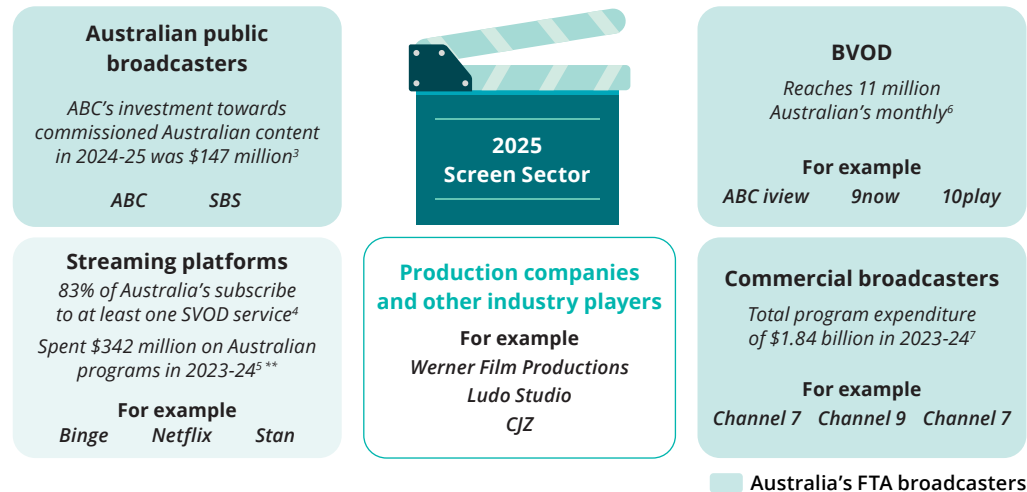 Australian public
broadcasters
ABC's investment towards
commissioned Australian content
in 2024-25 was $147 million³
ABC SBS
2025
Screen Sector
BVOD
Reaches 11 million
Australian's monthly⁶
For example
ABC iview 9now 10play
Streaming platforms
83% of Australia's subscribe
to at least one SVOD service⁴
Spent $342 million on Australian
programs in 2023-24⁵ **
For example
Binge Netflix Stan
Production companies
and other industry players
For example
Werner Film Productions
Ludo Studio
CJZ
Commercial broadcasters
Total program expenditure
of $1.84 billion in 2023-24⁷
For example
Channel 7 Channel 9 Channel 7
Australia's FTA broadcasters